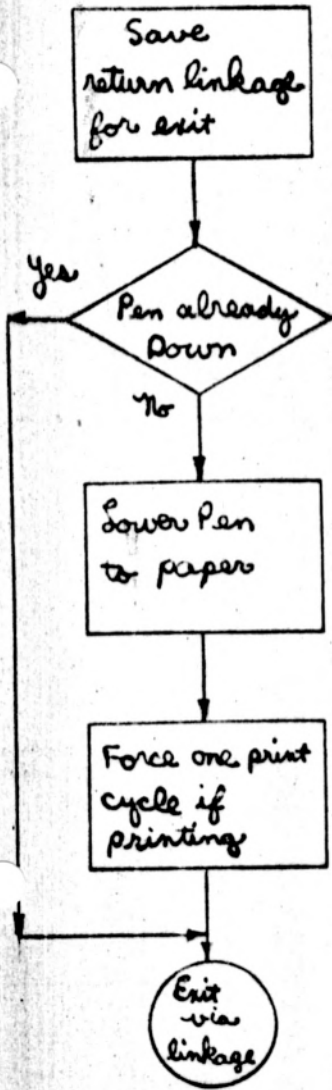 Save
return linkage
for exit
Yes
Pen already
Down
No
Lower Pen
to paper
Force one print
cycle if
printing
Exit
via
linkage